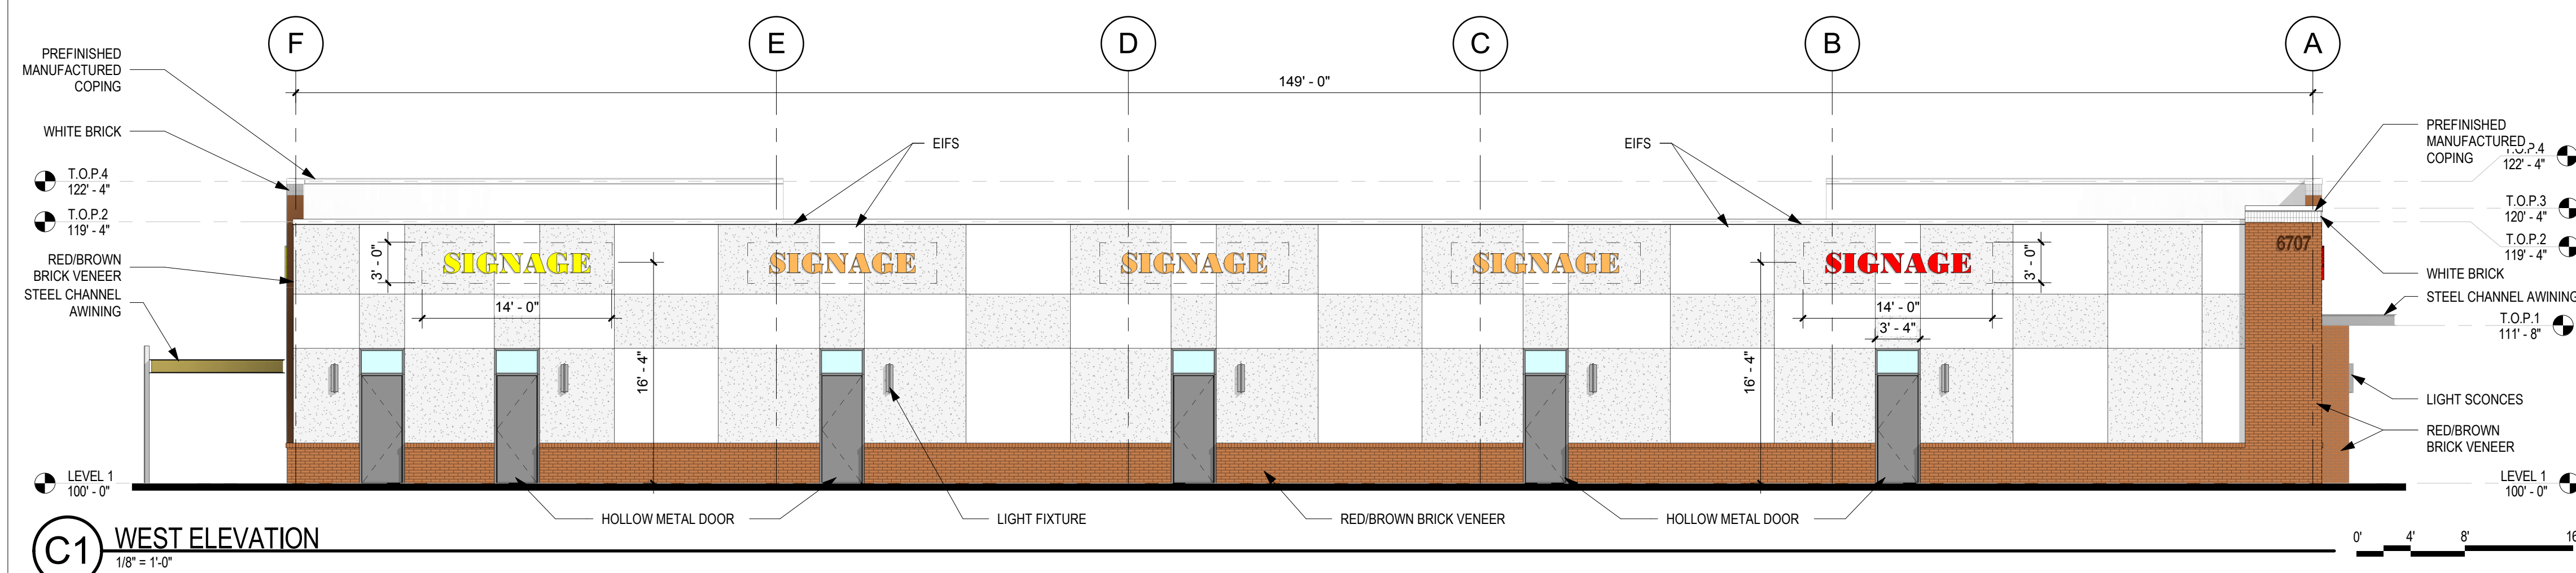 F
E
D
C
B
A
149' - 0"
PREFINISHED
MANUFACTURED
COPING
WHITE BRICK
T.O.P.4
122' - 4"
T.O.P.2
119' - 4"
RED/BROWN
BRICK VENEER
STEEL CHANNEL
AWINING
LEVEL 1
100' - 0"
EIFS
EIFS
3' - 0"
SIGNAGE
14' - 0"
16' - 4"
SIGNAGE
SIGNAGE
SIGNAGE
SIGNAGE
3' - 0"
14' - 0"
3' - 4"
16' - 4"
6707
PREFINISHED
MANUFACTURED
COPING
T.O.P.4
122' - 4"
T.O.P.3
120' - 4"
T.O.P.2
119' - 4"
WHITE BRICK
STEEL CHANNEL AWINING
T.O.P.1
111' - 8"
LIGHT SCONCES
RED/BROWN
BRICK VENEER
LEVEL 1
100' - 0"
HOLLOW METAL DOOR
LIGHT FIXTURE
RED/BROWN BRICK VENEER
HOLLOW METAL DOOR
C1
WEST ELEVATION
1/8" = 1'-0"
0' 4' 8' 16